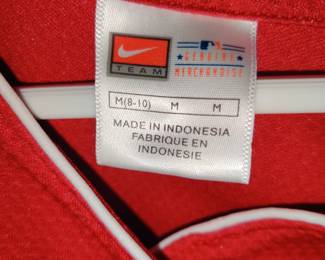 TEAM
GENUINE
MERCHANDISE
M(8-10) M M
MADE IN INDONESIA
FABRIQUE EN
INDONESIE